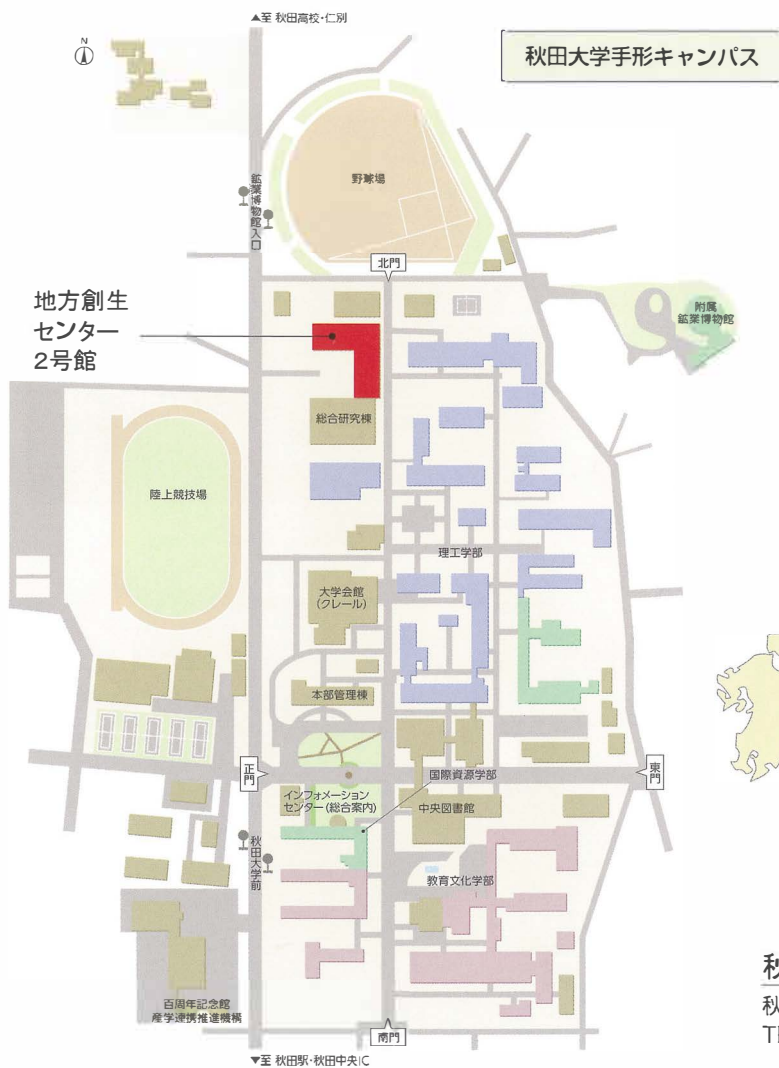 ▲至 秋田高校・仁別
N
秋田大学手形キャンパス
野球場
鉱業博物館入口
北門
地方創生
センター
2号館
附属
鉱業博物館
総合研究棟
陸上競技場
理工学部
大学会館
(クレール)
本部管理棟
正門
東門
国際資源学部
インフォメーション
センター(総合案内)
中央図書館
秋田大学前
教育文化学部
百周年記念館
産学連携推進機構
南門
▼至 秋田駅・秋田中央IC
秋